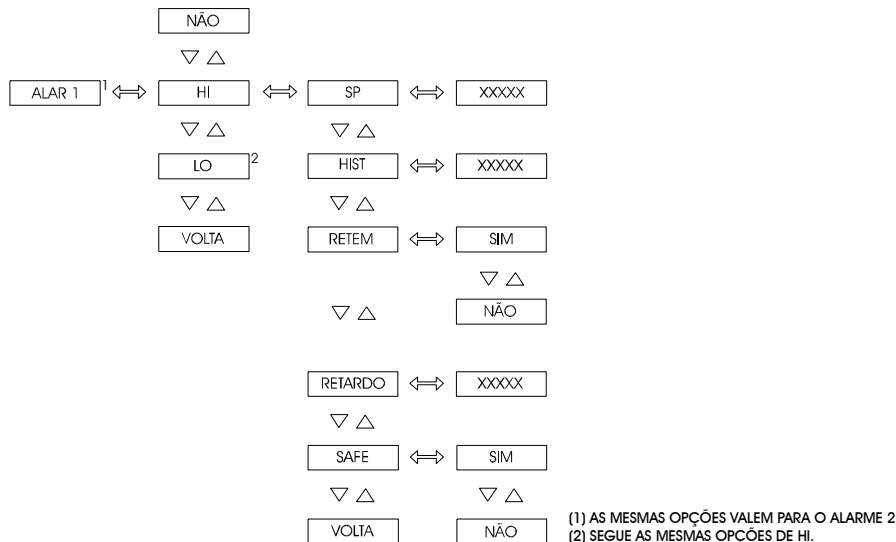 NÃO
ALAR 1 1 HI SP XXXXX
LO 2 HIST XXXXX
VOLTA RETEM SIM
NÃO
RETARDO XXXXX
SAFE SIM
VOLTA NÃO
(1) AS MESMAS OPÇÕES VALEM PARA O ALARME 2
(2) SEGUE AS MESMAS OPCÕES DE HI.